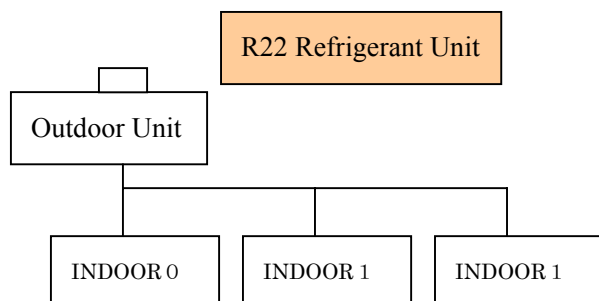 R22 Refrigerant Unit
Outdoor Unit
INDOOR 0
INDOOR 1
INDOOR 1